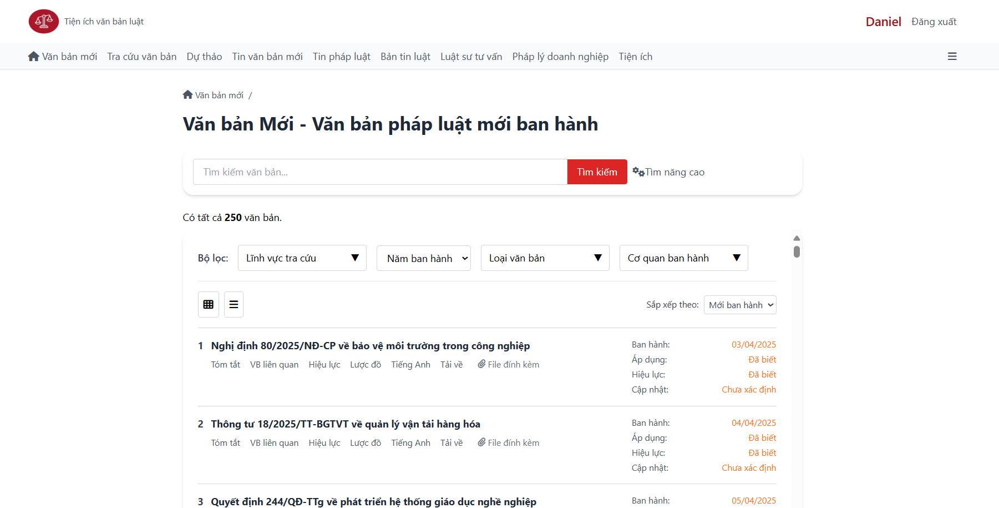 Tiện ích văn bản luật
Daniel Đăng xuất
Văn bản mới Tra cứu văn bản Dự thảo Tin văn bản mới Tin pháp luật Bản tin luật Luật sư tư vấn Pháp lý doanh nghiệp Tiện ích
Văn bản mới /
Văn bản Mới - Văn bản pháp luật mới ban hành
Tìm kiếm văn bản... Tìm kiếm Tìm năng cao
Có tất cả 250 văn bản.
Bộ lọc: Lĩnh vực tra cứu Năm ban hành Loại văn bản Cơ quan ban hành
Sắp xếp theo: Mới ban hành
1 Nghị định 80/2025/NĐ-CP về bảo vệ môi trường trong công nghiệp
Tóm tắt VB liên quan Hiệu lực Lược đồ Tiếng Anh Tải về File đính kèm
Ban hành: 03/04/2025
Áp dụng: Đã biết
Hiệu lực: Đã biết
Cập nhật: Chưa xác định
2 Thông tư 18/2025/TT-BGTVT về quản lý vận tải hàng hóa
Tóm tắt VB liên quan Hiệu lực Lược đồ Tiếng Anh Tải về File đính kèm
Ban hành: 04/04/2025
Áp dụng: Đã biết
Hiệu lực: Đã biết
Cập nhật: Chưa xác định
3 Quyết định 244/QĐ-TTg về phát triển hệ thống giáo dục nghề nghiệp
Ban hành: 05/04/2025